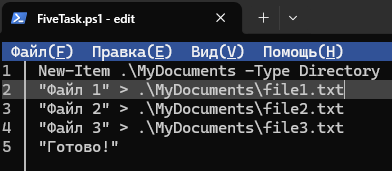 FiveTask.ps1 - edit
Файл(F) Правка(E) Вид(V) Помощь(H)
1 New-Item .\MyDocuments -Type Directory
2 "Файл 1" > .\MyDocuments\file1.txt
3 "Файл 2" > .\MyDocuments\file2.txt
4 "Файл 3" > .\MyDocuments\file3.txt
5 "Готово!"